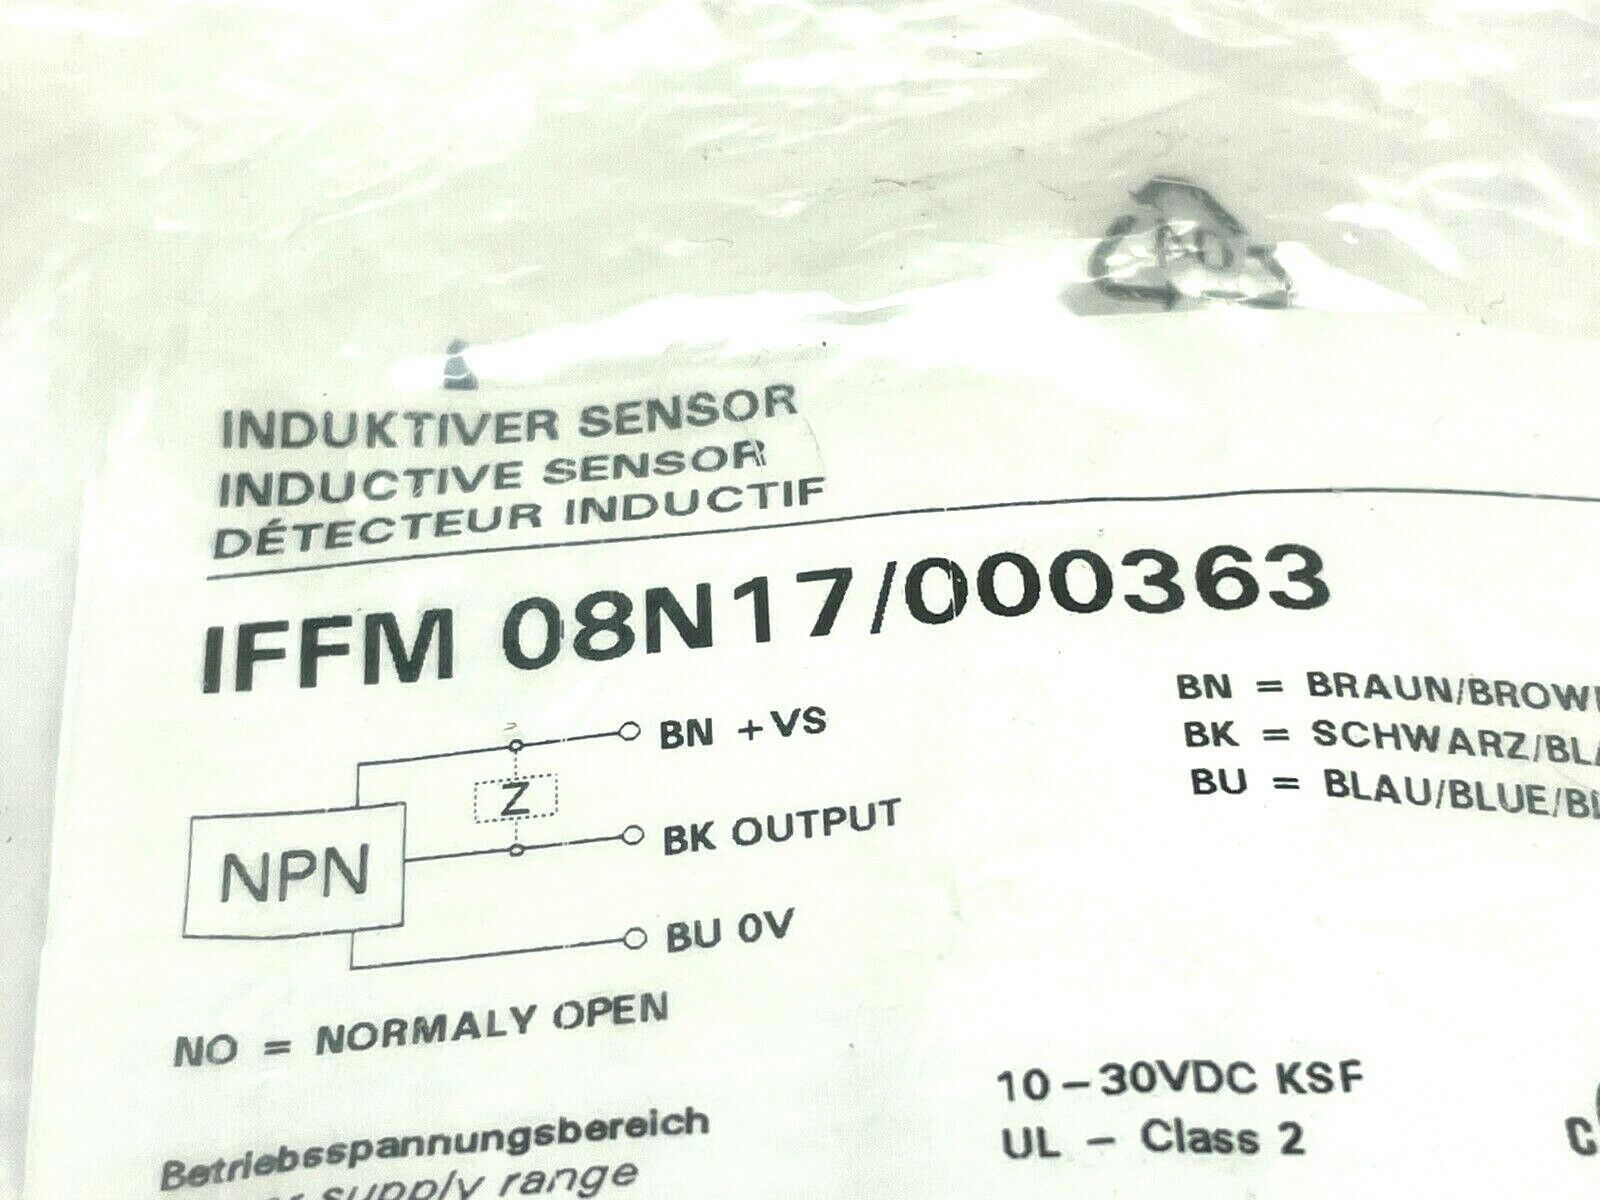 INDUKTIVER SENSOR
INDUCTIVE SENSOR
DÉTECTEUR INDUCTIF
IFFM 08N17/000363
BN = BRAUN/BROW
BK = SCHWARZ/BLA
BU = BLAU/BLUE/BL
BN +VS
Z
BK OUTPUT
NPN
BU 0V
NO = NORMALY OPEN
10-30VDC KSF
UL - Class 2
Betriebsspannungsbereich
supply range